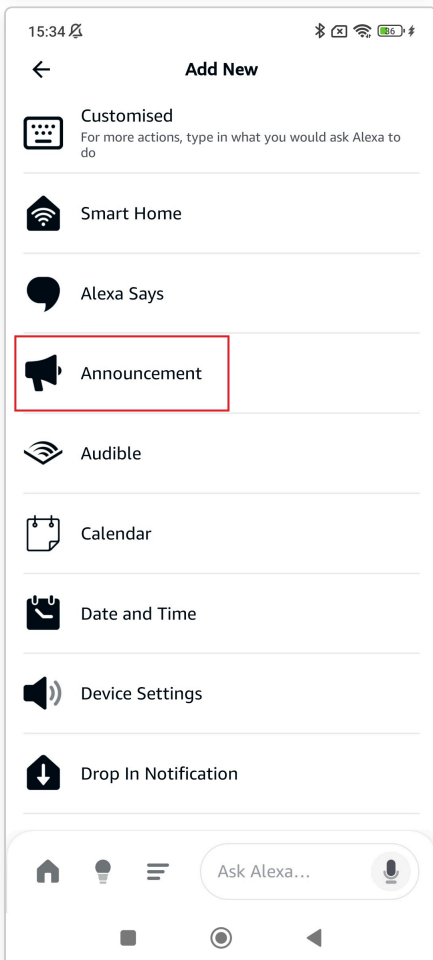 15:34
86
Add New
Customised
For more actions, type in what you would ask Alexa to
do
Smart Home
Alexa Says
Announcement
Audible
Calendar
Date and Time
Device Settings
Drop In Notification
Ask Alexa...